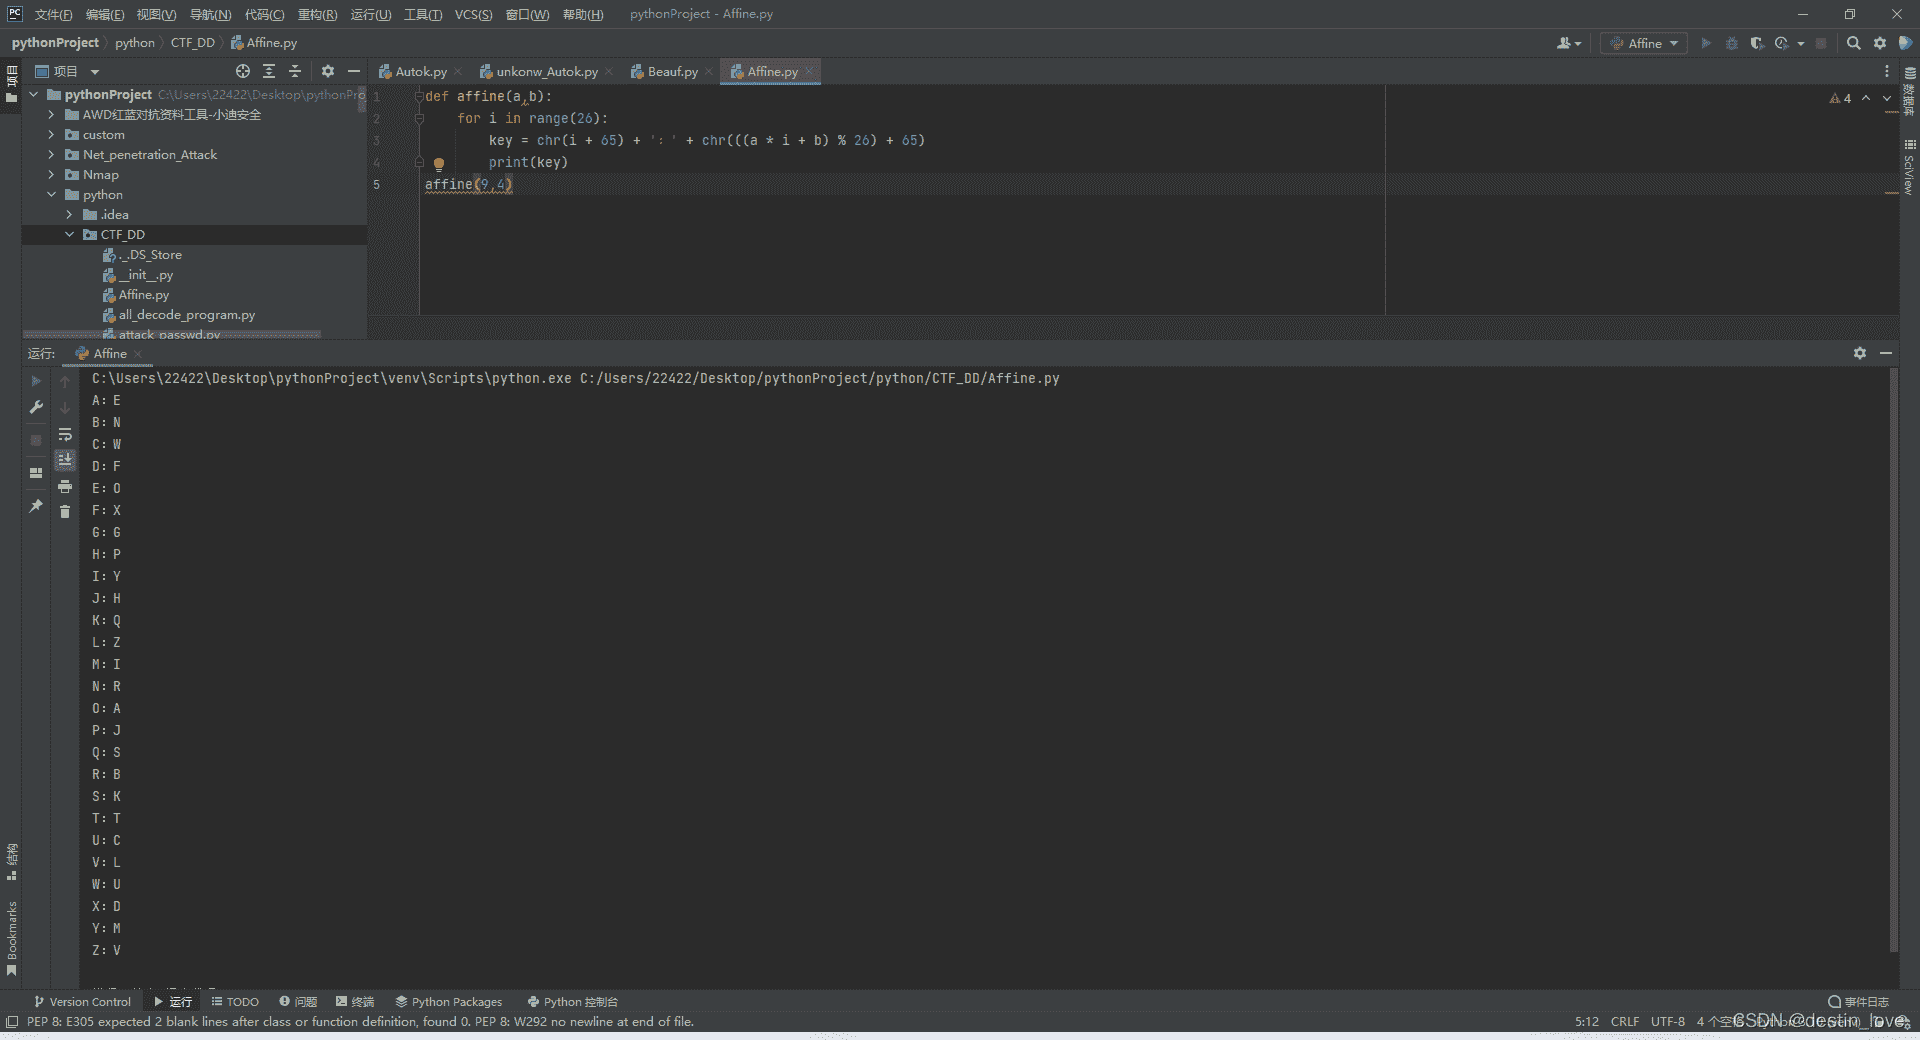 PC 文件(F) 编辑(E) 视图(V) 导航(N) 代码(C) 重构(R) 运行(U) 工具(T) VCS(S) 窗口(W) 帮助(H) pythonProject - Affine.py
pythonProject python CTF_DD Affine.py Affine
项目 项目 Autok.py unkonw_Autok.py Beauf.py Affine.py
pythonProject C:\Users\22422\Desktop\pythonPro
AWD红蓝对抗资料工具-小迪安全
custom
Net_penetration_Attack
Nmap
python
.idea
CTF_DD
._.DS_Store
__init__.py
Affine.py
all_decode_program.py
attack_passwd.py
1 def affine(a,b):
2 for i in range(26):
3 key = chr(i + 65) + ':' + chr(((a * i + b) % 26) + 65)
4 print(key)
5 affine(9,4)
4
数据库
SciView
运行: Affine
C:\Users\22422\Desktop\pythonProject\venv\Scripts\python.exe C:/Users/22422/Desktop/pythonProject/python/CTF_DD/Affine.py
A:E
B:N
C:W
D:F
E:O
F:X
G:G
H:P
I:Y
J:H
K:Q
L:Z
M:I
N:R
O:A
P:J
Q:S
R:B
S:K
T:T
U:C
V:L
W:U
X:D
Y:M
Z:V
结构
Bookmarks
Version Control 运行 TODO 问题 终端 Python Packages Python 控制台 事件日志
PEP 8: E305 expected 2 blank lines after class or function definition, found 0. PEP 8: W292 no newline at end of file. 5:12 CRLF UTF-8 4 个空格
CSDN @destin_love